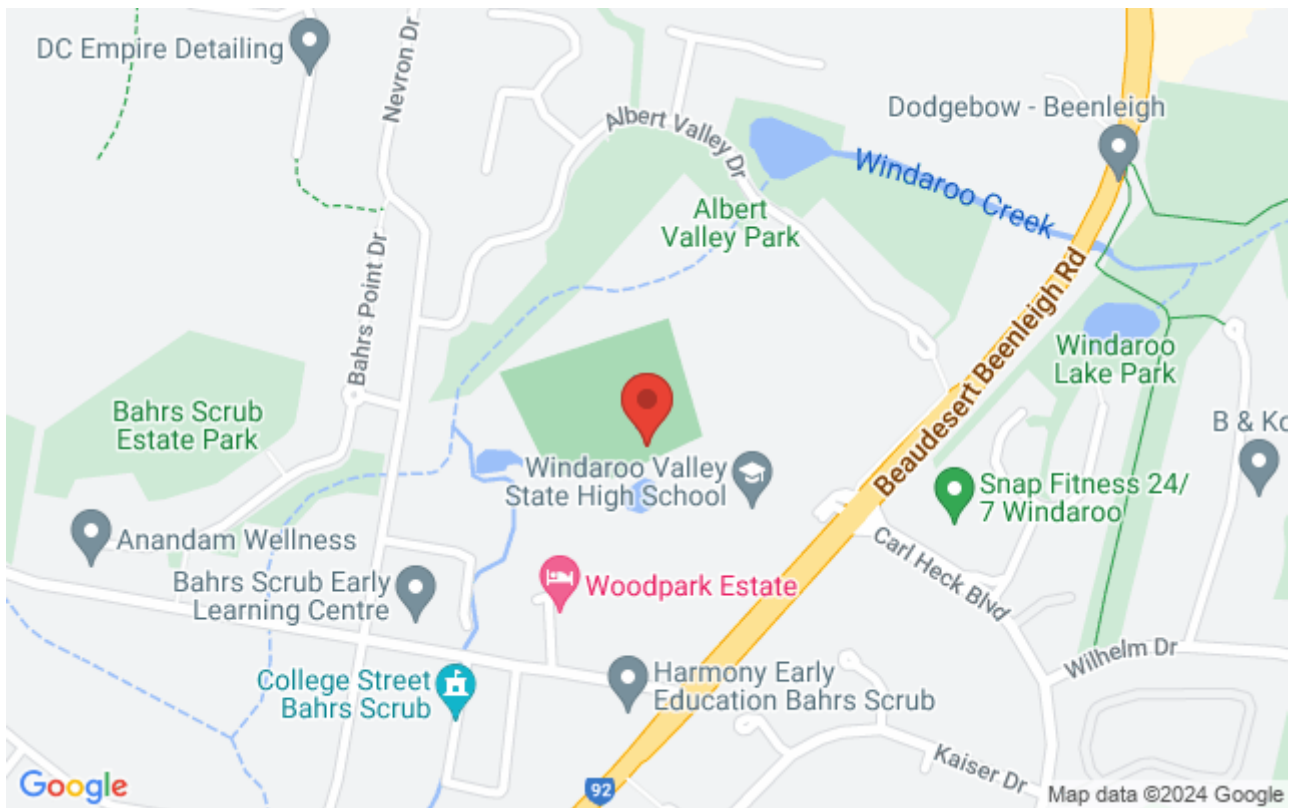 DC Empire Detailing
Nevron Dr
Albert Valley Dr
Dodgebow - Beenleigh
Windaroo Creek
Albert
Valley Park
Bahrs Point Dr
Beaudesert Beenleigh Rd
Windaroo
Lake Park
Bahrs Scrub
Estate Park
B & Ko
Windaroo Valley
State High School
Snap Fitness 24/
7 Windaroo
Anandam Wellness
Carl Heck Blvd
Bahrs Scrub Early
Learning Centre
Woodpark Estate
Wilhelm Dr
College Street
Bahrs Scrub
Harmony Early
Education Bahrs Scrub
Kaiser Dr
Google
92
Map data ©2024 Google